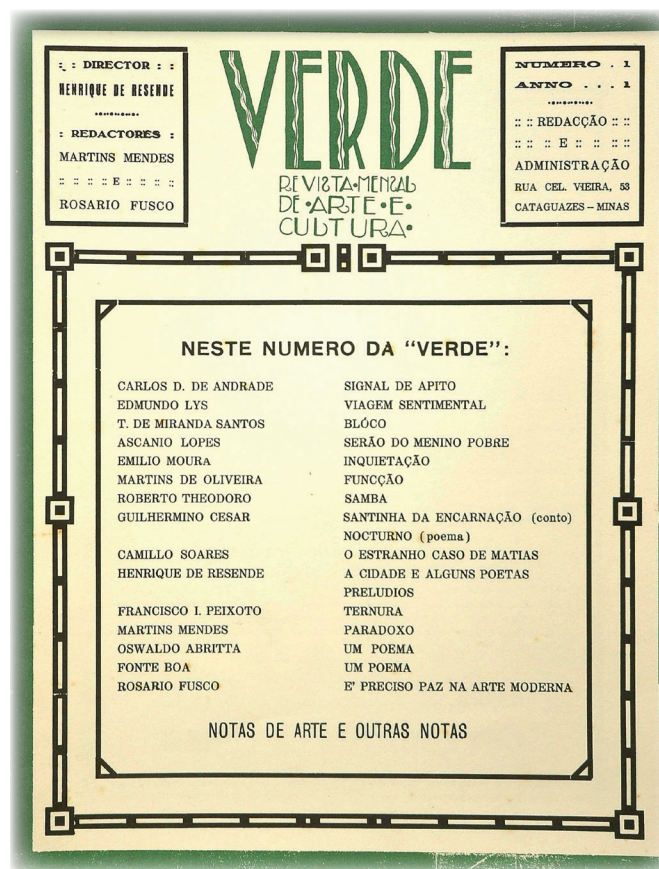 : : DIRECTOR : :
HENRIQUE DE RESENDE
: REDACTORES :
MARTINS MENDES
:: :: :: :: E :: :: :: ::
ROSARIO FUSCO
VERDE
REVISTA•MENSAL
DE•ARTE•E•
CULTURA•
NUMERO . 1
ANNO . . . 1
:: :: REDACÇÃO :: ::
:: :: :: E :: :: ::
ADMINISTRAÇÃO
RUA CEL. VIEIRA, 53
CATAGUAZES – MINAS
NESTE NUMERO DA “VERDE”:
CARLOS D. DE ANDRADE SIGNAL DE APITO
EDMUNDO LYS VIAGEM SENTIMENTAL
T. DE MIRANDA SANTOS BLÓCO
ASCANIO LOPES SERÃO DO MENINO POBRE
EMILIO MOURA INQUIETAÇÃO
MARTINS DE OLIVEIRA FUNCÇÃO
ROBERTO THEODORO SAMBA
GUILHERMINO CESAR SANTINHA DA ENCARNAÇÃO (conto)
NOCTURNO (poema)
CAMILLO SOARES O ESTRANHO CASO DE MATIAS
HENRIQUE DE RESENDE A CIDADE E ALGUNS POETAS
PRELUDIOS
FRANCISCO I. PEIXOTO TERNURA
MARTINS MENDES PARADOXO
OSWALDO ABRITTA UM POEMA
FONTE BOA UM POEMA
ROSARIO FUSCO E' PRECISO PAZ NA ARTE MODERNA
NOTAS DE ARTE E OUTRAS NOTAS